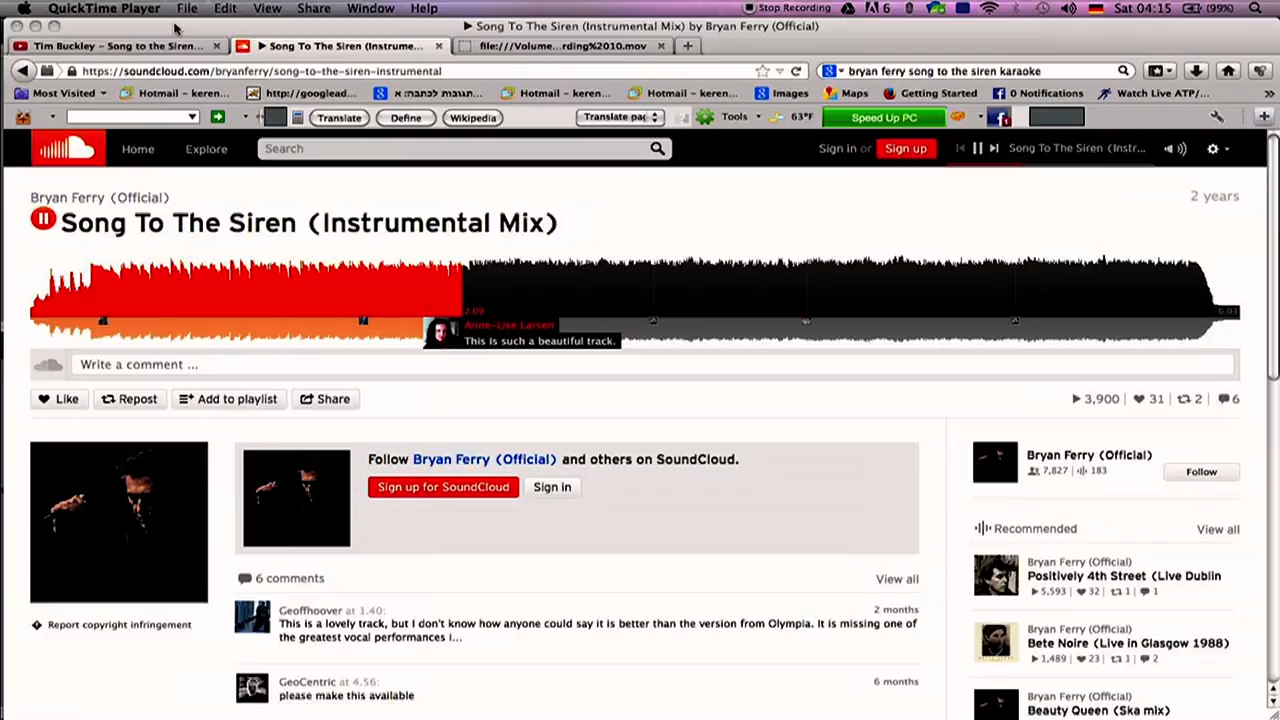 QuickTime Player File Edit View Share Window Help Stop Recording 6 Sat 04:15 (99%)
▶ Song To The Siren (Instrumental Mix) by Bryan Ferry (Official)
Tim Buckley – Song to the Siren... ▶ Song To The Siren (Instrume... file:///Volume...rding%2010.mov
https://soundcloud.com/bryanferry/song-to-the-siren-instrumental bryan ferry song to the siren karaoke
Most Visited Hotmail – keren... http://googlead... תגובות לכתבה: א... Hotmail – keren... Hotmail – keren... Images Maps Getting Started 0 Notifications Watch Live ATP/...
Translate Define Wikipedia Translate pag Tools 63°F Speed Up PC
Home Explore Search Sign in or Sign up Song To The Siren (Instr...
Bryan Ferry (Official) 2 years
Song To The Siren (Instrumental Mix)
2.09 6.03
Anne-Lise Larsen
This is such a beautiful track.
Write a comment ...
Like Repost Add to playlist Share 3,900 31 2 6
Follow Bryan Ferry (Official) and others on SoundCloud.
Sign up for SoundCloud Sign in
Bryan Ferry (Official)
7,827 183 Follow
Recommended View all
6 comments View all
Geoffhoover at 1.40: 2 months
This is a lovely track, but I don't know how anyone could say it is better than the version from Olympia. It is missing one of
the greatest vocal performances i...
GeoCentric at 4.56: 6 months
please make this available
Report copyright infringement
Bryan Ferry (Official)
Positively 4th Street (Live Dublin
5,593 32 1 1
Bryan Ferry (Official)
Bete Noire (Live in Glasgow 1988)
1,489 23 1 2
Bryan Ferry (Official)
Beauty Queen (Ska mix)